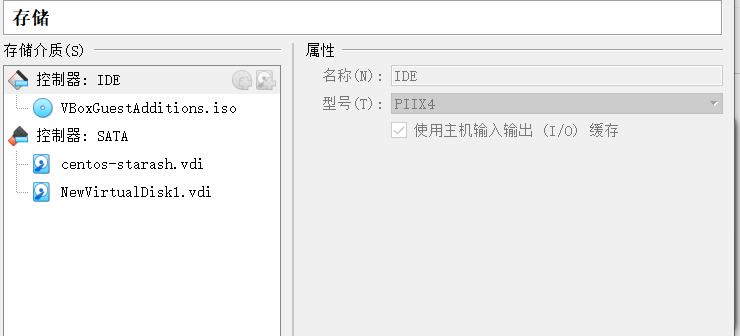 存储
存储介质(S)
控制器: IDE
VBoxGuestAdditions.iso
控制器: SATA
centos-starash.vdi
NewVirtualDisk1.vdi
属性
名称(N): IDE
型号(T): PIIX4
使用主机输入输出 (I/O) 缓存